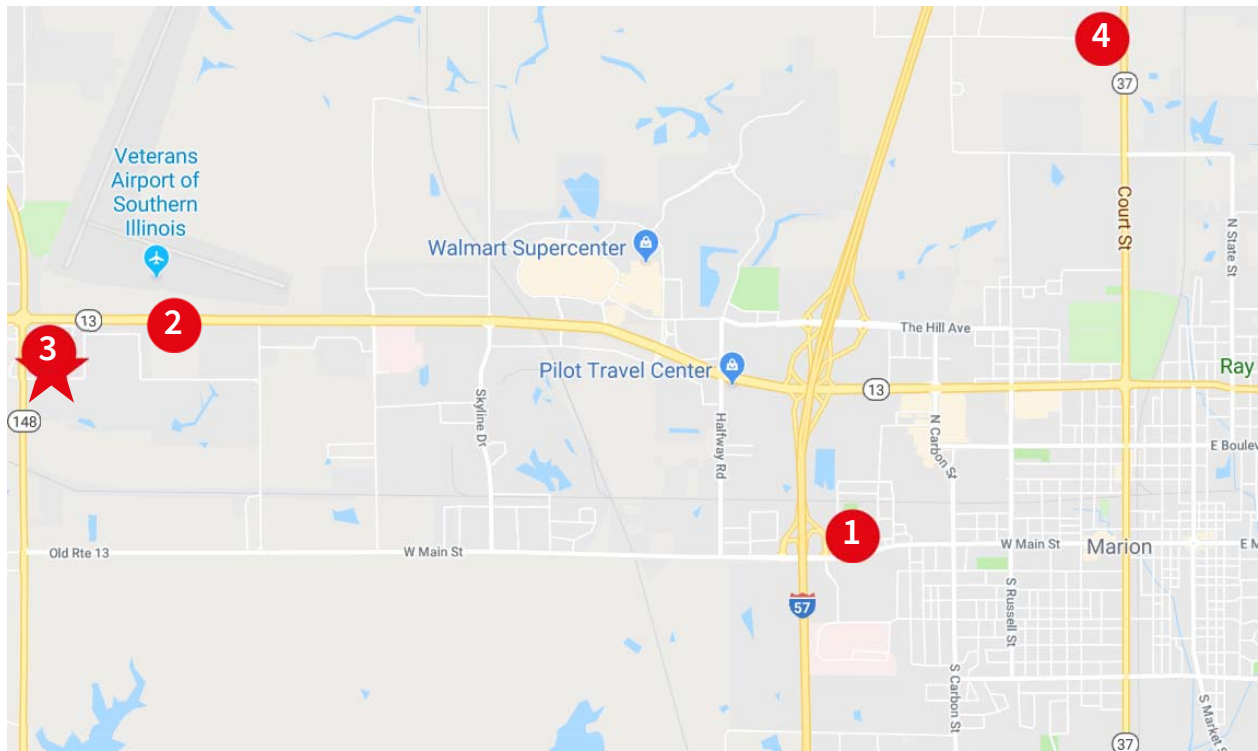 4
37
Veterans
Airport of
Southern
Illinois
Court St
N State St
Walmart Supercenter
13
2
The Hill Ave
3
Pilot Travel Center
Ray
13
148
Skyline Dr
Halfway Rd
N Carbon St
E Boulev
1
Old Rte 13
W Main St
W Main St
Marion
E M
57
S Russell St
S Carbon St
S Market S
37